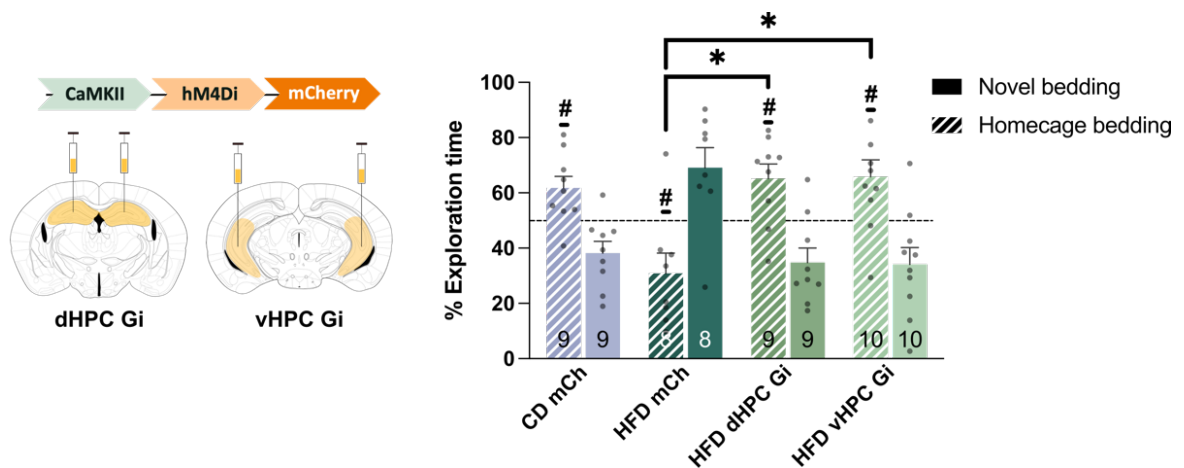 CaMKII hM4Di mCherry
dHPC Gi vHPC Gi
* *
% Exploration time
100
80
60
40
20
0
# # # #
9 9 8 8 9 9 10 10
CD mCh
HFD mCh
HFD dHPC Gi
HFD vHPC Gi
Novel bedding
Homecage bedding